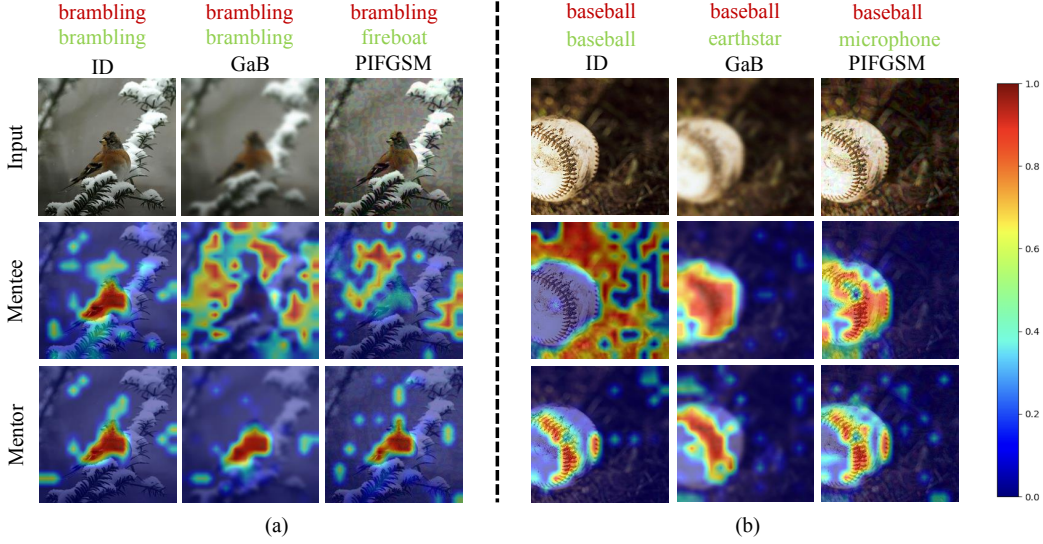 brambling brambling brambling
brambling brambling fireboat
ID GaB PIFGSM
baseball baseball baseball
baseball earthstar microphone
ID GaB PIFGSM
Input
Mentee
Mentor
1.0
0.8
0.6
0.4
0.2
0.0
(a)
(b)